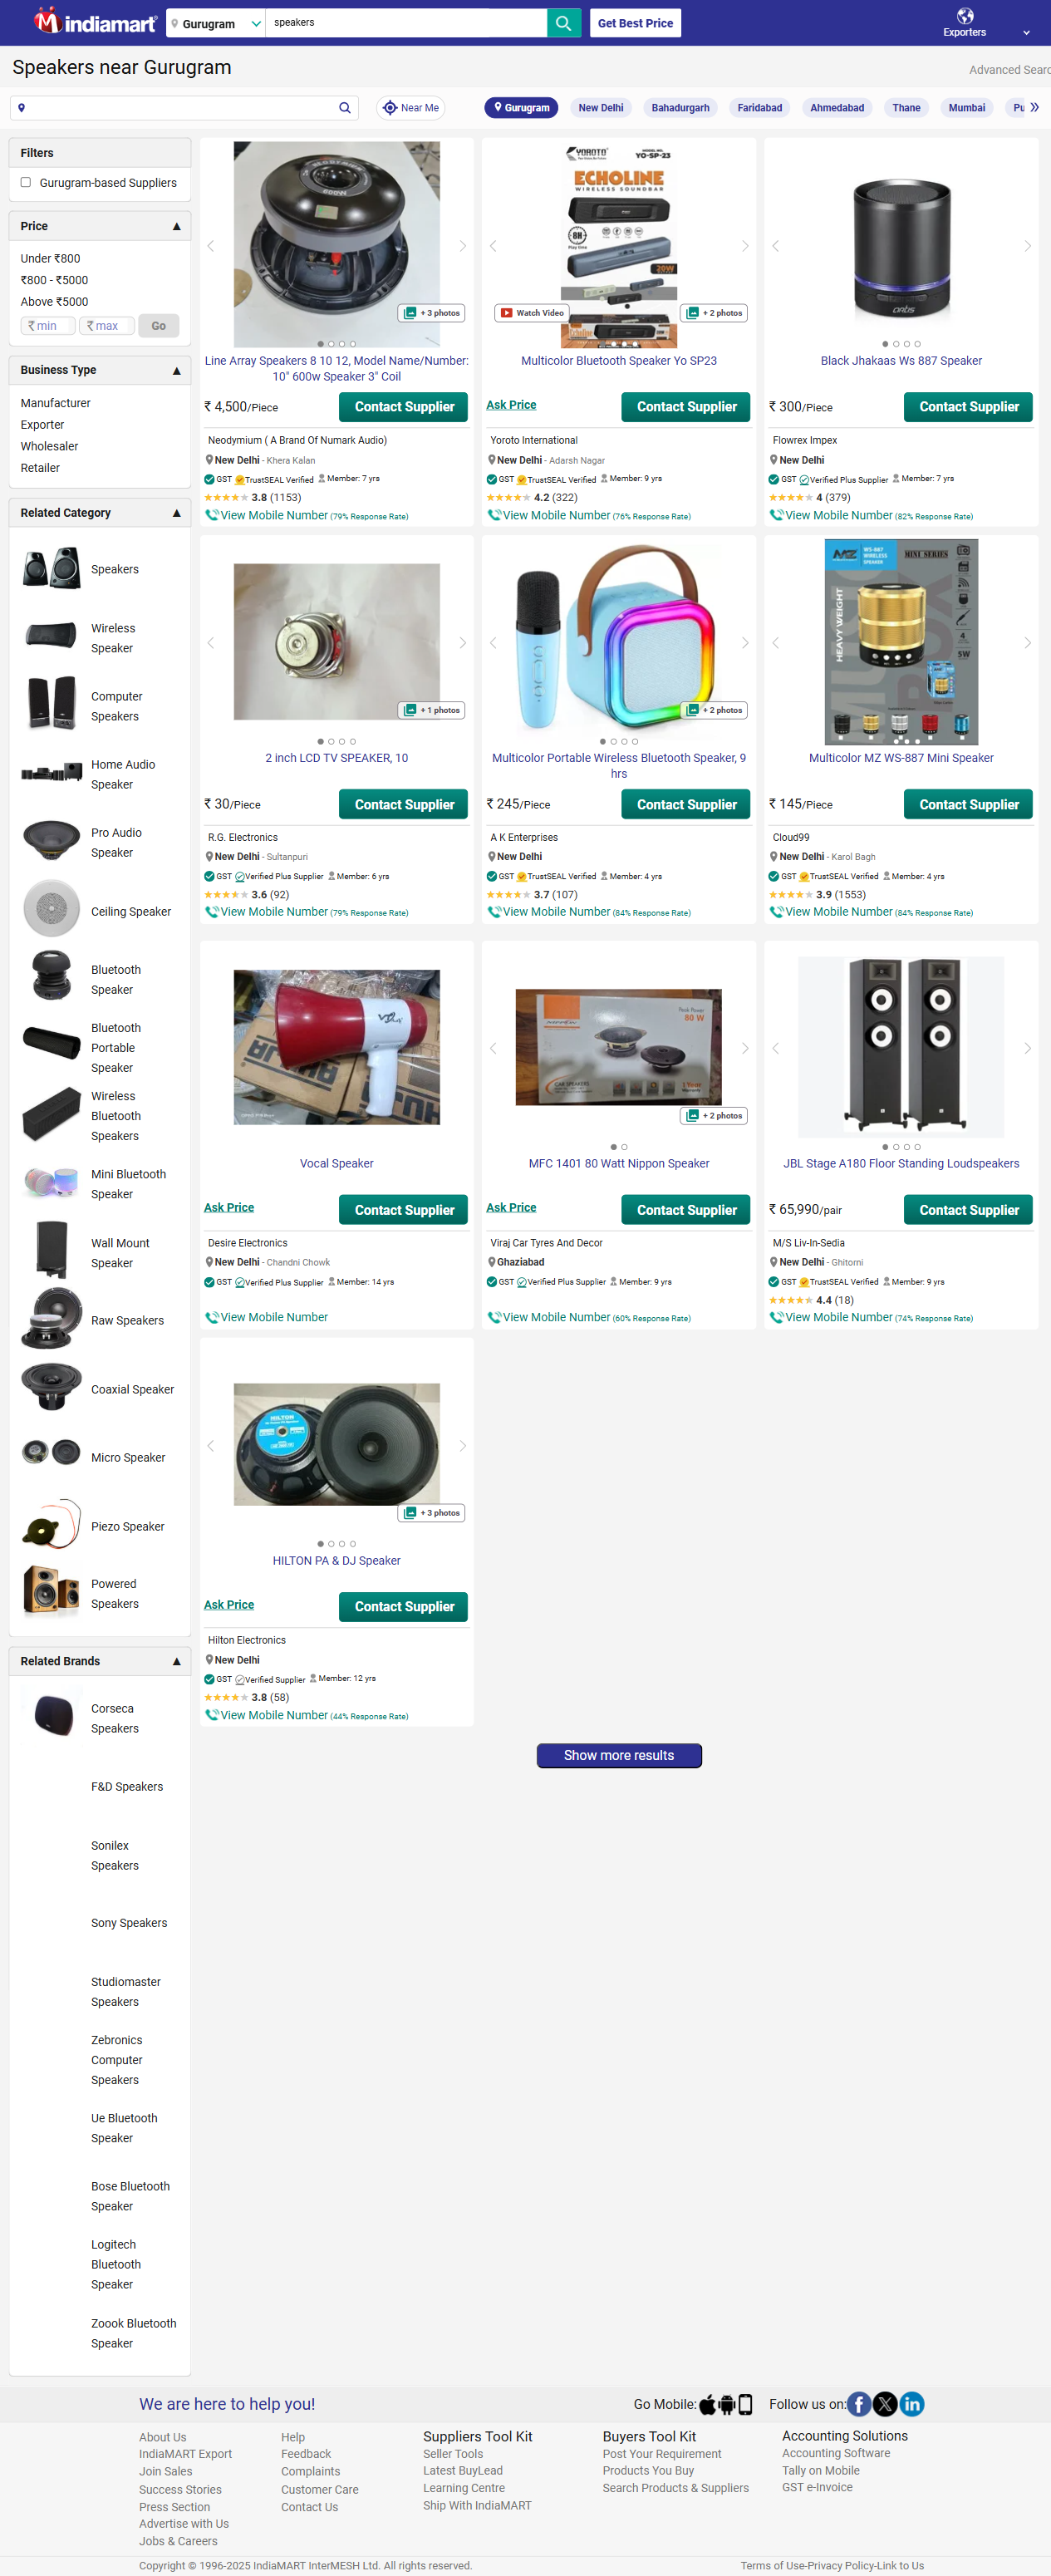 indiamart
Gurugram
speakers
Get Best Price
Exporters
Speakers near Gurugram
Advanced Searc
Near Me
Gurugram
New Delhi
Bahadurgarh
Faridabad
Ahmedabad
Thane
Mumbai
Pu
Filters
Gurugram-based Suppliers
Price
Under ₹800
₹800 - ₹5000
Above ₹5000
₹ min
₹ max
Go
Business Type
Manufacturer
Exporter
Wholesaler
Retailer
Related Category
Speakers
Wireless
Speaker
Computer
Speakers
Home Audio
Speaker
Pro Audio
Speaker
Ceiling Speaker
Bluetooth
Speaker
Bluetooth
Portable
Speaker
Wireless
Bluetooth
Speakers
Mini Bluetooth
Speaker
Wall Mount
Speaker
Raw Speakers
Coaxial Speaker
Micro Speaker
Piezo Speaker
Powered
Speakers
Related Brands
Corseca
Speakers
F&D Speakers
Sonilex
Speakers
Sony Speakers
Studiomaster
Speakers
Zebronics
Computer
Speakers
Ue Bluetooth
Speaker
Bose Bluetooth
Speaker
Logitech
Bluetooth
Speaker
Zoook Bluetooth
Speaker
+ 3 photos
Line Array Speakers 8 10 12, Model Name/Number:
10" 600w Speaker 3" Coil
₹ 4,500/Piece
Contact Supplier
Neodymium ( A Brand Of Numark Audio)
New Delhi - Khera Kalan
GST TrustSEAL Verified Member: 7 yrs
3.8 (1153)
View Mobile Number (79% Response Rate)
YOROTO
YO-SP-23
ECHOLINE
WIRELESS SOUNDBAR
8H
20W
Watch Video
+ 2 photos
Multicolor Bluetooth Speaker Yo SP23
Ask Price
Contact Supplier
Yoroto International
New Delhi - Adarsh Nagar
GST TrustSEAL Verified Member: 9 yrs
4.2 (322)
View Mobile Number (76% Response Rate)
artis
Black Jhakaas Ws 887 Speaker
₹ 300/Piece
Contact Supplier
Flowrex Impex
New Delhi
GST Verified Plus Supplier Member: 7 yrs
4 (379)
View Mobile Number (82% Response Rate)
+ 1 photos
2 inch LCD TV SPEAKER, 10
₹ 30/Piece
Contact Supplier
R.G. Electronics
New Delhi - Sultanpuri
GST Verified Plus Supplier Member: 6 yrs
3.6 (92)
View Mobile Number (79% Response Rate)
+ 2 photos
Multicolor Portable Wireless Bluetooth Speaker, 9
hrs
₹ 245/Piece
Contact Supplier
A K Enterprises
New Delhi
GST TrustSEAL Verified Member: 4 yrs
3.7 (107)
View Mobile Number (84% Response Rate)
MZ
WS-887
WIRELESS
SPEAKER
MINI SERIES
HEAVY WEIGHT
4
5W
Multicolor MZ WS-887 Mini Speaker
₹ 145/Piece
Contact Supplier
Cloud99
New Delhi - Karol Bagh
GST TrustSEAL Verified Member: 4 yrs
3.9 (1553)
View Mobile Number (84% Response Rate)
Vocal Speaker
Ask Price
Contact Supplier
Desire Electronics
New Delhi - Chandni Chowk
GST Verified Plus Supplier Member: 14 yrs
View Mobile Number
Peak Power
80 W
CAR SPEAKERS
1 Year
+ 2 photos
MFC 1401 80 Watt Nippon Speaker
Ask Price
Contact Supplier
Viraj Car Tyres And Decor
Ghaziabad
GST Verified Plus Supplier Member: 9 yrs
View Mobile Number (60% Response Rate)
JBL Stage A180 Floor Standing Loudspeakers
₹ 65,990/pair
Contact Supplier
M/S Liv-In-Sedia
New Delhi - Ghitorni
GST TrustSEAL Verified Member: 9 yrs
4.4 (18)
View Mobile Number (74% Response Rate)
HILTON
+ 3 photos
HILTON PA & DJ Speaker
Ask Price
Contact Supplier
Hilton Electronics
New Delhi
GST Verified Supplier Member: 12 yrs
3.8 (58)
View Mobile Number (44% Response Rate)
Show more results
We are here to help you!
Go Mobile:
Follow us on:
About Us
IndiaMART Export
Join Sales
Success Stories
Press Section
Advertise with Us
Jobs & Careers
Help
Feedback
Complaints
Customer Care
Contact Us
Suppliers Tool Kit
Seller Tools
Latest BuyLead
Learning Centre
Ship With IndiaMART
Buyers Tool Kit
Post Your Requirement
Products You Buy
Search Products & Suppliers
Accounting Solutions
Accounting Software
Tally on Mobile
GST e-Invoice
Copyright © 1996-2025 IndiaMART InterMESH Ltd. All rights reserved.
Terms of Use-Privacy Policy-Link to Us